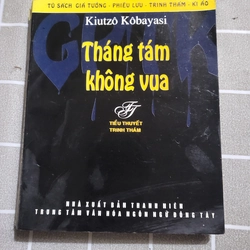 TỦ SÁCH GIẢ TƯỞNG - PHIÊU LƯU - TRINH THÁM - KÌ ẢO
Kiutzô Kôbayasi
Tháng tám
không vua
TIỂU THUYẾT
TRINH THÁM
NHÀ XUẤT BẢN THANH NIÊN
TRUNG TÂM VĂN HÓA NGÔN NGỮ ĐÔNG TÂY